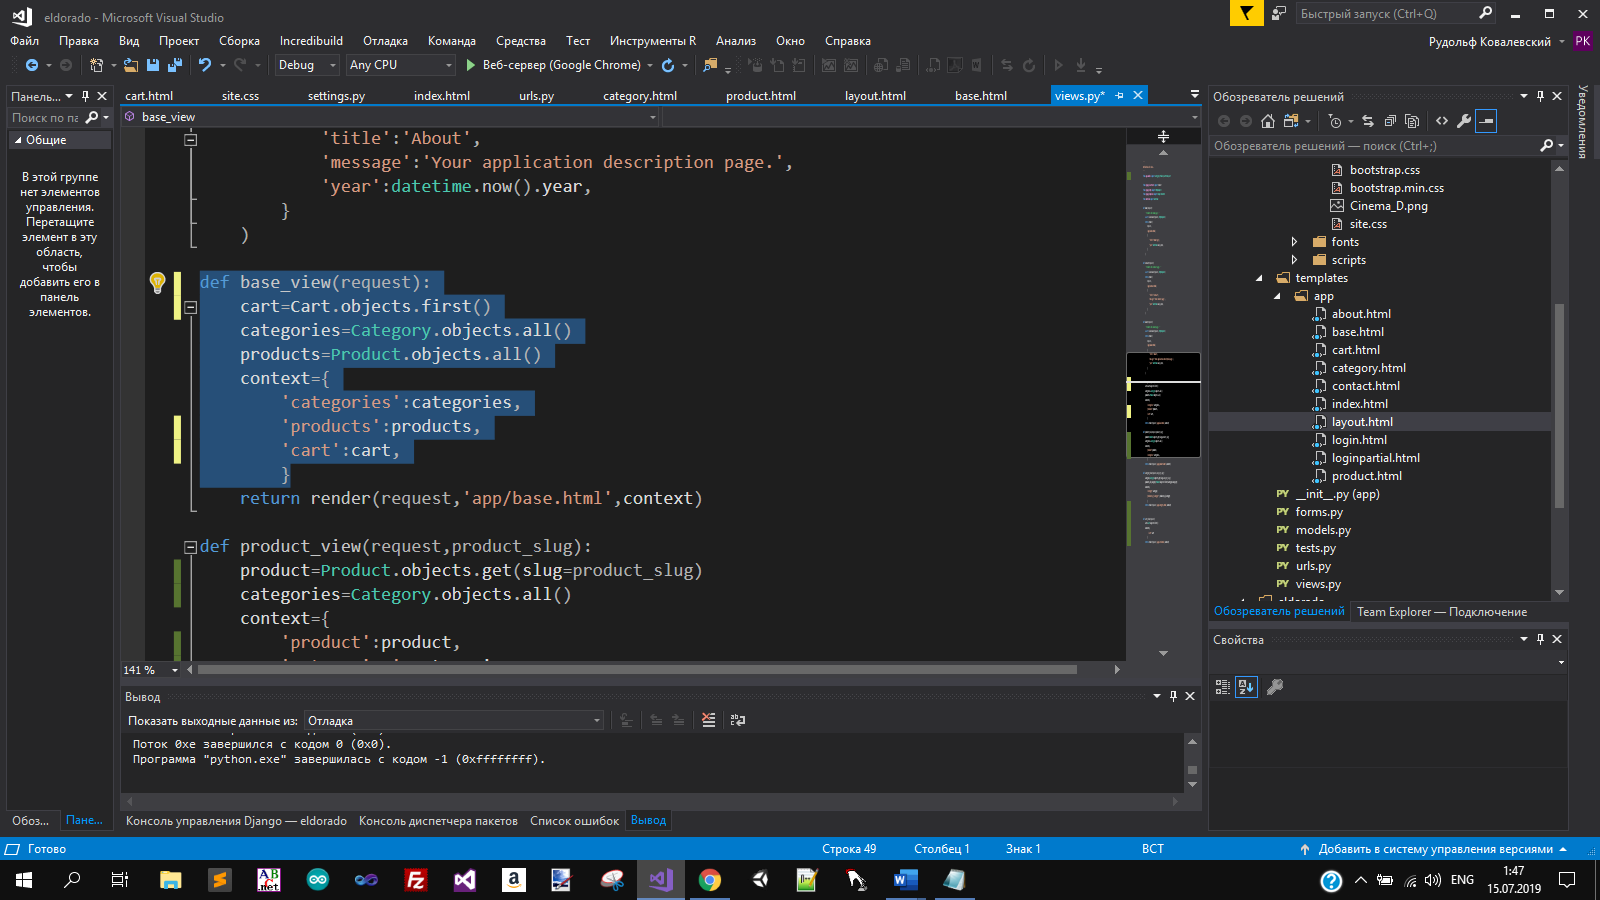 eldorado - Microsoft Visual Studio
Быстрый запуск (Ctrl+Q)
Файл Правка Вид Проект Сборка Incredibuild Отладка Команда Средства Тест Инструменты R Анализ Окно Справка
Рудольф Ковалевский РК
Debug Any CPU Веб-сервер (Google Chrome)
Панель...
Поиск по па
Общие
В этой группе
нет элементов
управления.
Перетащите
элемент в эту
область,
чтобы
добавить его в
панель
элементов.
Обоз... Пане...
cart.html site.css settings.py index.html urls.py category.html product.html layout.html base.html views.py*
base_view
'title':'About',
'message':'Your application description page.',
'year':datetime.now().year,
}
)
def base_view(request):
cart=Cart.objects.first()
categories=Category.objects.all()
products=Product.objects.all()
context={
'categories':categories,
'products':products,
'cart':cart,
}
return render(request,'app/base.html',context)
def product_view(request,product_slug):
product=Product.objects.get(slug=product_slug)
categories=Category.objects.all()
context={
'product':product,
141 %
Вывод
Показать выходные данные из: Отладка
Поток 0xe завершился с кодом 0 (0x0).
Программа "python.exe" завершилась с кодом -1 (0xffffffff).
Консоль управления Django — eldorado Консоль диспетчера пакетов Список ошибок Вывод
Обозреватель решений
Обозреватель решений — поиск (Ctrl+;)
bootstrap.css
bootstrap.min.css
Cinema_D.png
site.css
fonts
scripts
templates
app
about.html
base.html
cart.html
category.html
contact.html
index.html
layout.html
login.html
loginpartial.html
product.html
PY __init__.py (app)
PY forms.py
PY models.py
PY tests.py
PY urls.py
PY views.py
Обозреватель решений Team Explorer — Подключение
Свойства
Уведомления
Готово Строка 49 Столбец 1 Знак 1 ВСТ Добавить в систему управления версиями
ENG
1:47
15.07.2019